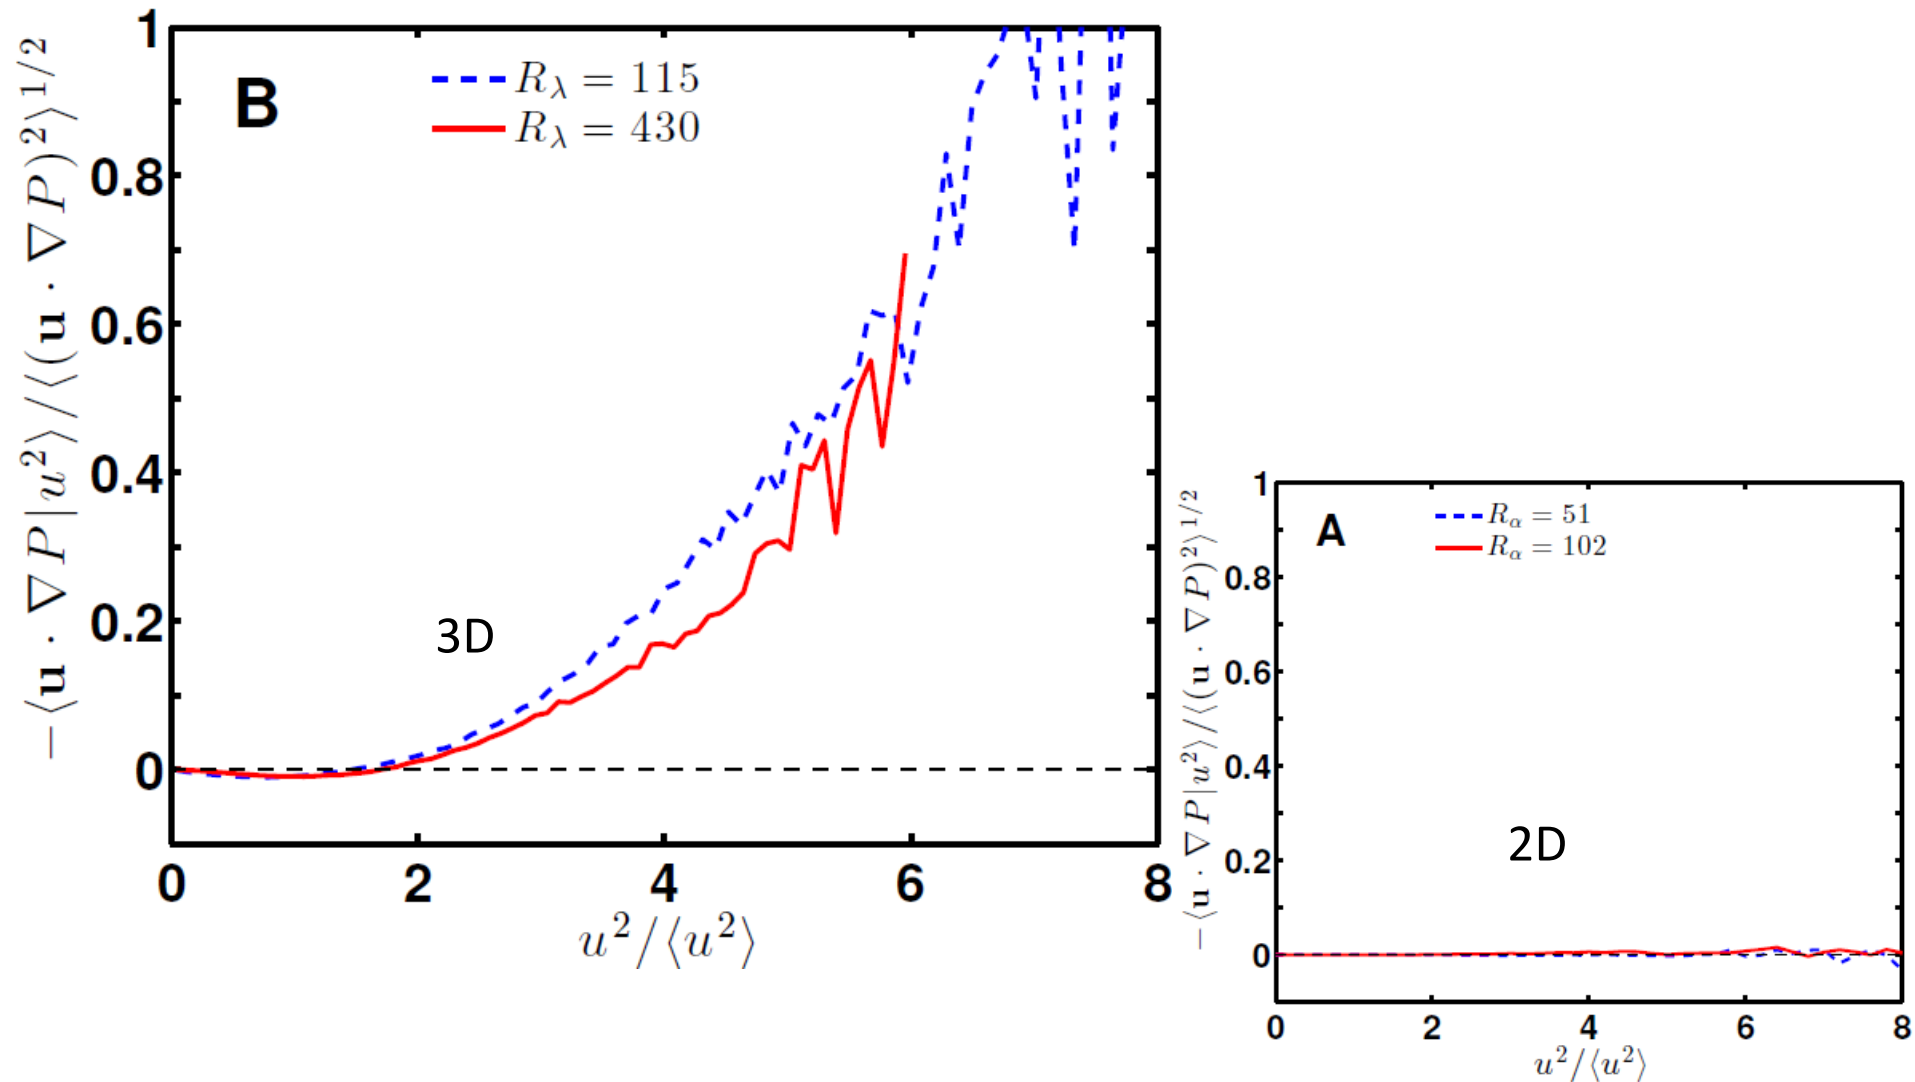 B
R_λ = 115
R_λ = 430
−⟨u · ∇P|u²⟩/⟨(u · ∇P)²⟩^{1/2}
1
0.8
0.6
0.4
0.2
0
3D
0 2 4 6 8
u²/⟨u²⟩
A
R_α = 51
R_α = 102
−⟨u · ∇P|u²⟩/⟨(u · ∇P)²⟩^{1/2}
1
0.8
0.6
0.4
0.2
0
2D
0 2 4 6 8
u²/⟨u²⟩